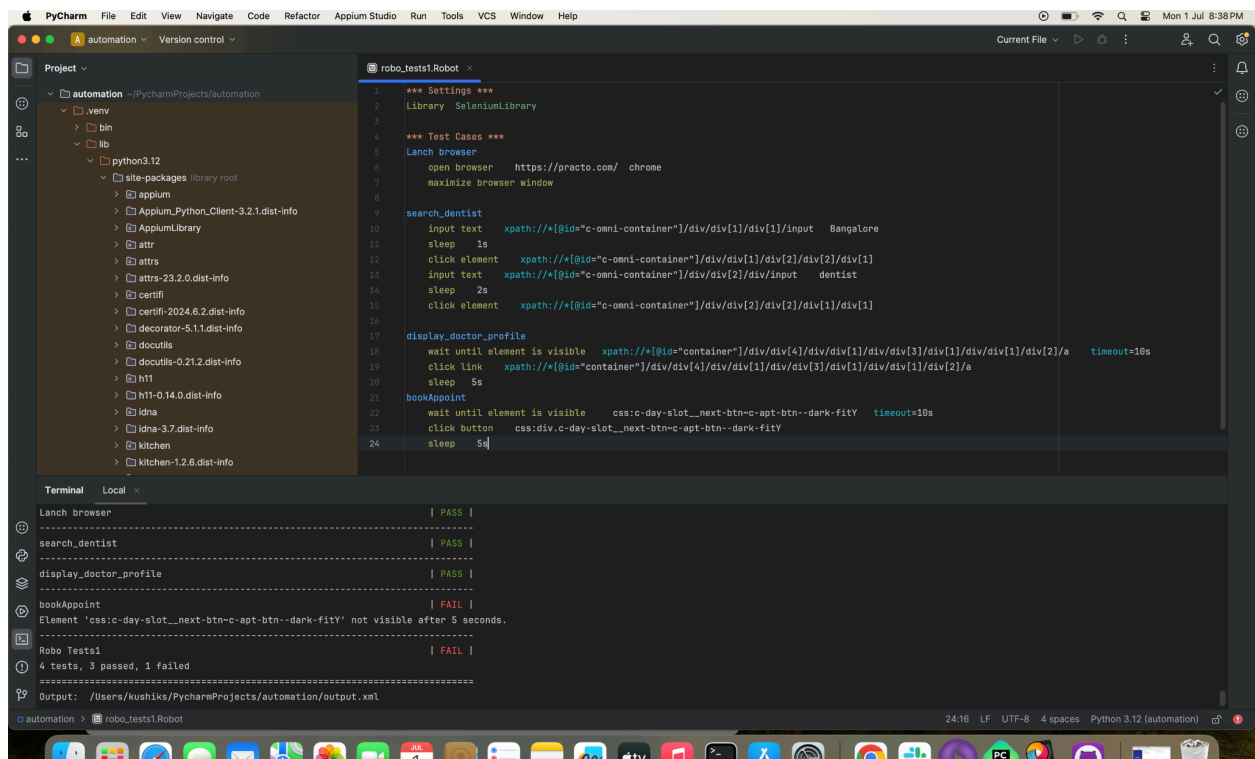 PyCharm File Edit View Navigate Code Refactor Appium Studio Run Tools VCS Window Help Mon 1 Jul 8:38 PM
A automation Version control Current File
Project robo_tests1.Robot
automation ~/PycharmProjects/automation
.venv
bin
lib
python3.12
site-packages library root
appium
Appium_Python_Client-3.2.1.dist-info
AppiumLibrary
attr
attrs
attrs-23.2.0.dist-info
certifi
certifi-2024.6.2.dist-info
decorator-5.1.1.dist-info
docutils
docutils-0.21.2.dist-info
h11
h11-0.14.0.dist-info
idna
idna-3.7.dist-info
kitchen
kitchen-1.2.6.dist-info
1 *** Settings ***
2 Library SeleniumLibrary
3
4 *** Test Cases ***
5 Lanch browser
6 open browser https://practo.com/ chrome
7 maximize browser window
8
9 search_dentist
10 input text xpath://*[@id="c-omni-container"]/div/div[1]/div[1]/input Bangalore
11 sleep 1s
12 click element xpath://*[@id="c-omni-container"]/div/div[1]/div[2]/div[2]/div[1]
13 input text xpath://*[@id="c-omni-container"]/div/div[2]/div/input dentist
14 sleep 2s
15 click element xpath://*[@id="c-omni-container"]/div/div[2]/div[2]/div[1]/div[1]
16
17 display_doctor_profile
18 wait until element is visible xpath://*[@id="container"]/div/div[4]/div/div[1]/div/div[3]/div[1]/div/div[1]/div[2]/a timeout=10s
19 click link xpath://*[@id="container"]/div/div[4]/div/div[1]/div/div[3]/div[1]/div/div[1]/div[2]/a
20 sleep 5s
21 bookAppoint
22 wait until element is visible css:c-day-slot__next-btn~c-apt-btn--dark-fitY timeout=10s
23 click button css:div.c-day-slot__next-btn~c-apt-btn--dark-fitY
24 sleep 5s
Terminal Local
Lanch browser | PASS |
------------------------------------------------------------------------------
search_dentist | PASS |
------------------------------------------------------------------------------
display_doctor_profile | PASS |
------------------------------------------------------------------------------
bookAppoint | FAIL |
Element 'css:c-day-slot__next-btn~c-apt-btn--dark-fitY' not visible after 5 seconds.
------------------------------------------------------------------------------
Robo Tests1 | FAIL |
4 tests, 3 passed, 1 failed
==============================================================================
Output: /Users/kushiks/PycharmProjects/automation/output.xml
automation > robo_tests1.Robot 24:16 LF UTF-8 4 spaces Python 3.12 (automation)
JUL
tv
PC